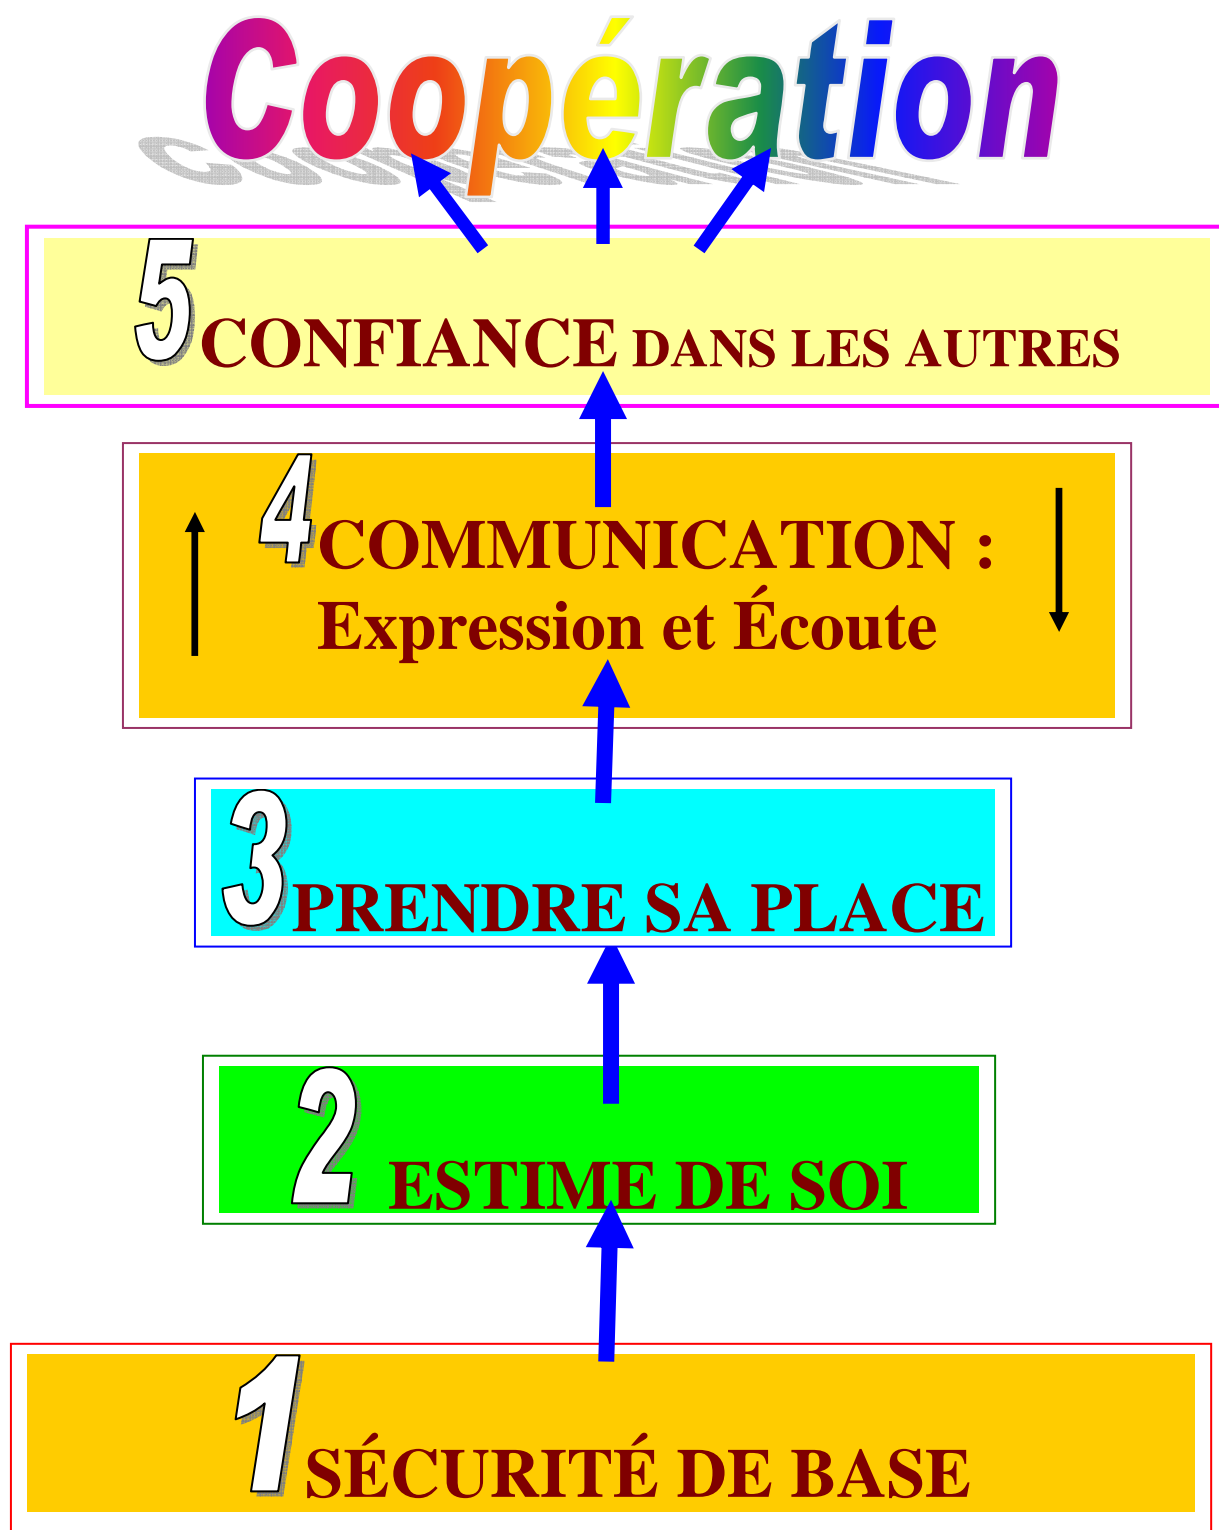 Coopération
5 CONFIANCE DANS LES AUTRES
4 COMMUNICATION :
Expression et Écoute
3 PRENDRE SA PLACE
2 ESTIME DE SOI
1 SÉCURITÉ DE BASE